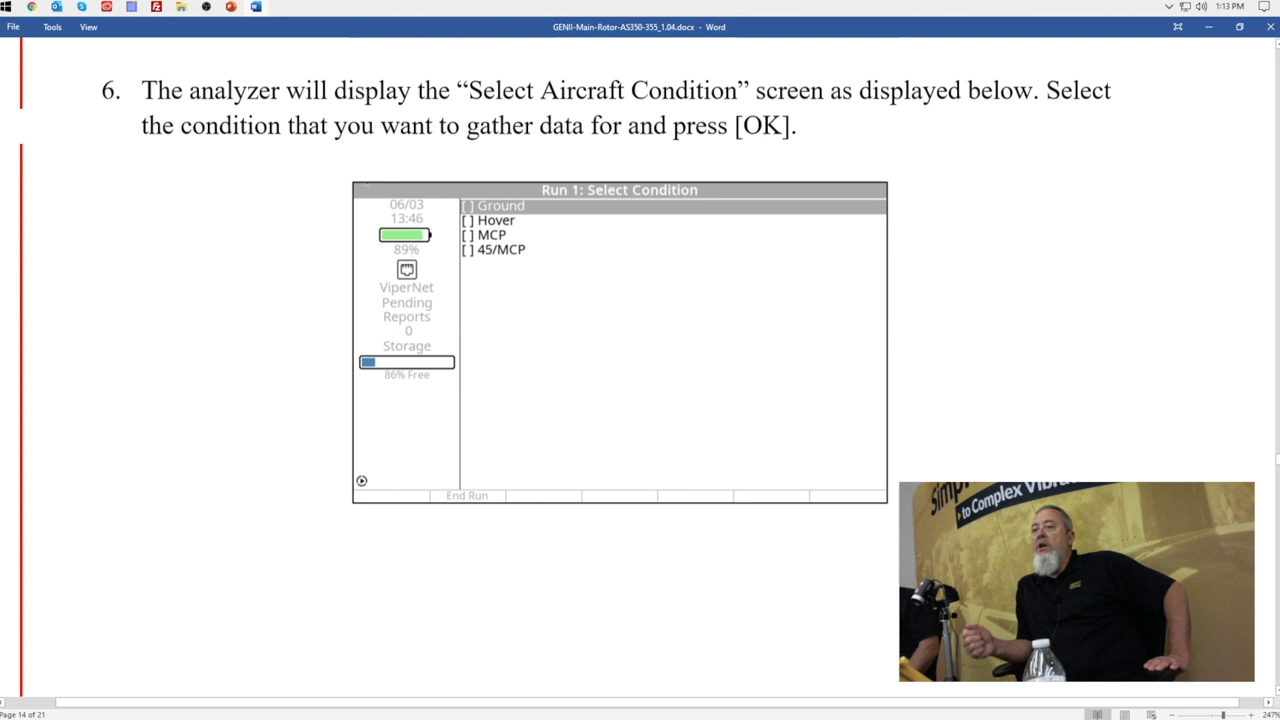 1:13 PM
File Tools View GENII-Main-Rotor-AS350-355_1.04.docx - Word
6. The analyzer will display the “Select Aircraft Condition” screen as displayed below. Select
the condition that you want to gather data for and press [OK].
Run 1: Select Condition
06/03
13:46
89%
ViperNet
Pending
Reports
0
Storage
86% Free
[ ] Ground
[ ] Hover
[ ] MCP
[ ] 45/MCP
End Run
to Complex
Page 14 of 21
247%